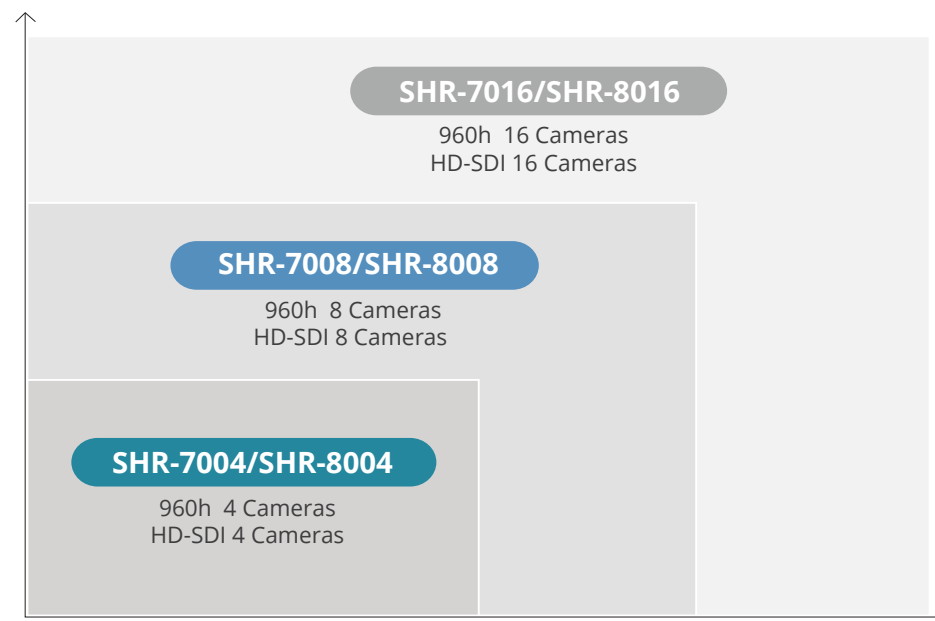 SHR-7016/SHR-8016
960h  16 Cameras
HD-SDI 16 Cameras
SHR-7008/SHR-8008
960h  8 Cameras
HD-SDI 8 Cameras
SHR-7004/SHR-8004
960h  4 Cameras
HD-SDI 4 Cameras